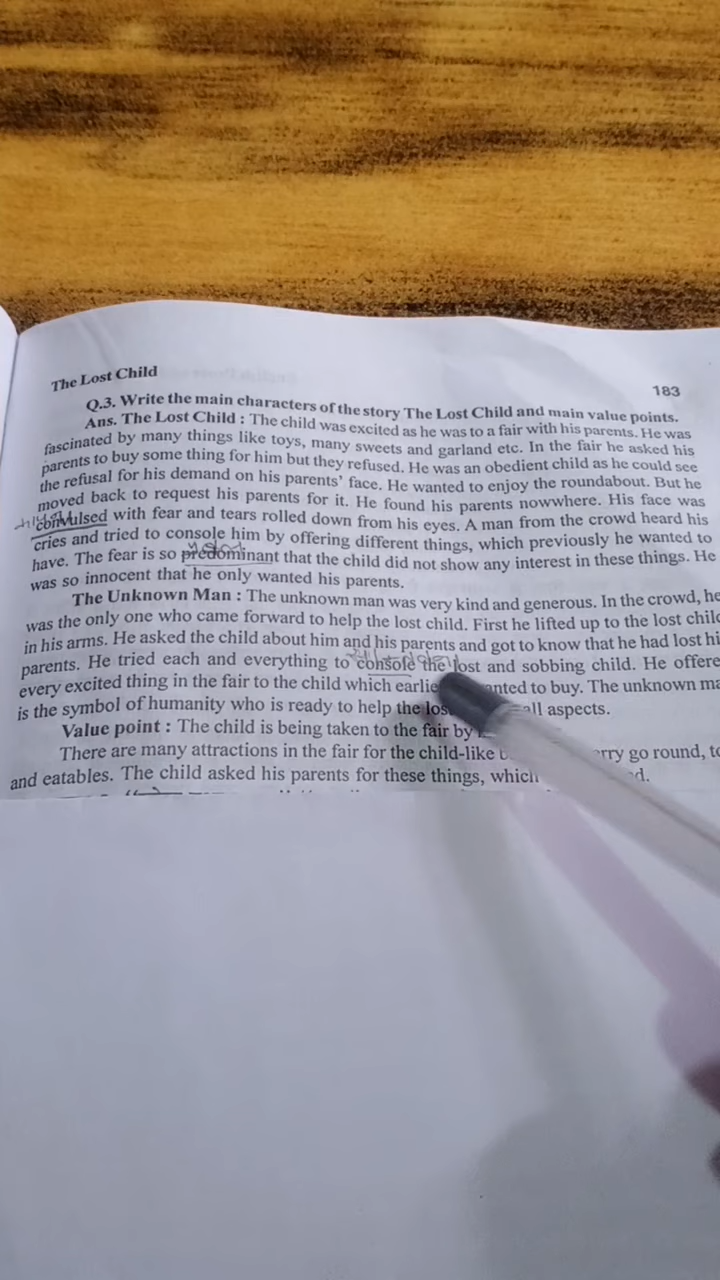 The Lost Child
183
Q.3. Write the main characters of the story The Lost Child and main value points.
Ans. The Lost Child : The child was excited as he was to a fair with his parents. He was
fascinated by many things like toys, many sweets and garland etc. In the fair he asked his
parents to buy some thing for him but they refused. He was an obedient child as he could see
the refusal for his demand on his parents' face. He wanted to enjoy the roundabout. But he
moved back to request his parents for it. He found his parents nowwhere. His face was
convulsed with fear and tears rolled down from his eyes. A man from the crowd heard his
cries and tried to console him by offering different things, which previously he wanted to
have. The fear is so predominant that the child did not show any interest in these things. He
was so innocent that he only wanted his parents.
The Unknown Man : The unknown man was very kind and generous. In the crowd, he
was the only one who came forward to help the lost child. First he lifted up to the lost
in his arms. He asked the child about him and his parents and got to know that he had lost
parents. He tried each and everything to console the lost and sobbing child. He
every excited thing in the fair to the child which to buy. The unknown
is the symbol of humanity who is ready to help the all aspects.
Value point : The child is being taken to the fair by
There are many attractions in the fair for the child-like go round,
and eatables. The child asked his parents for these things,